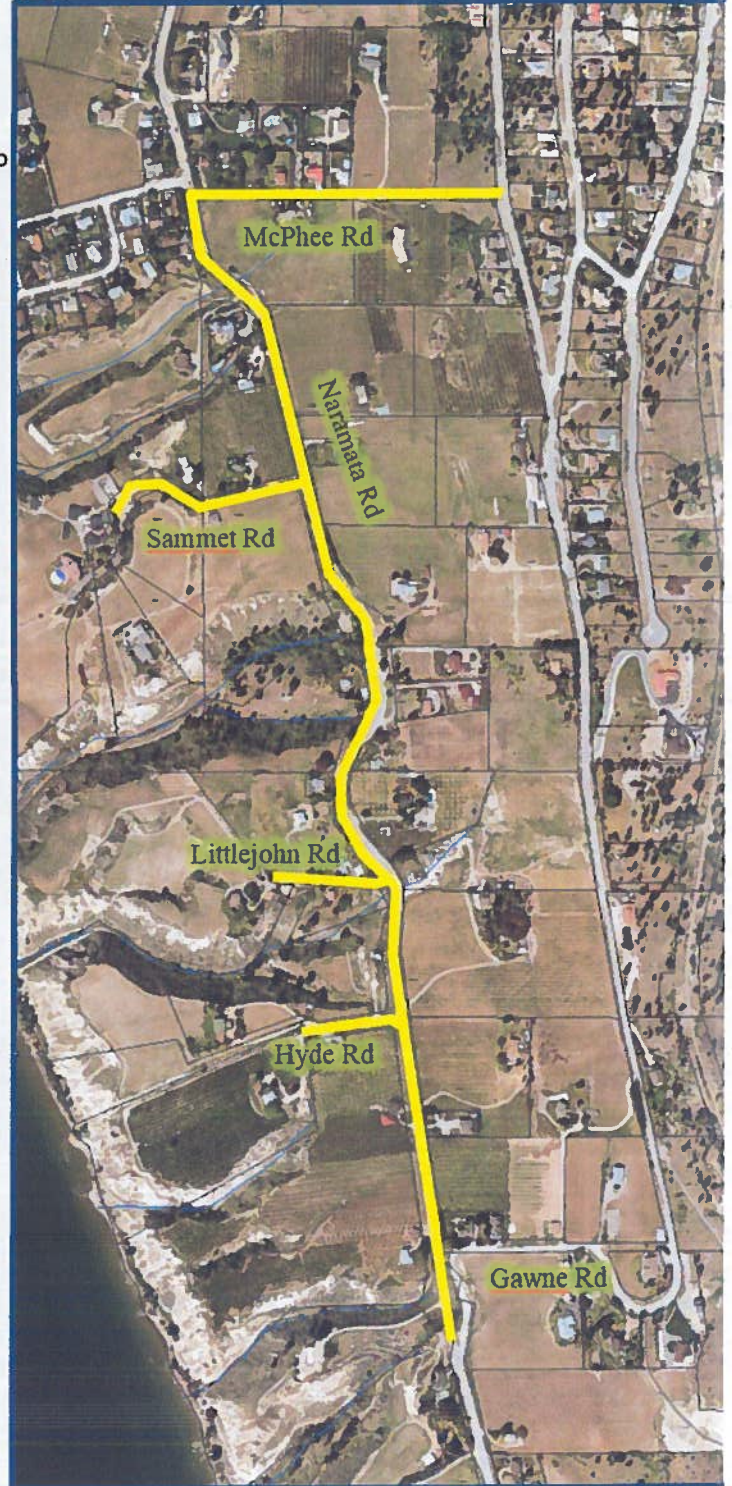 McPhee Rd
Naramata Rd
Sammet Rd
Littlejohn Rd
Hyde Rd
Gawne Rd